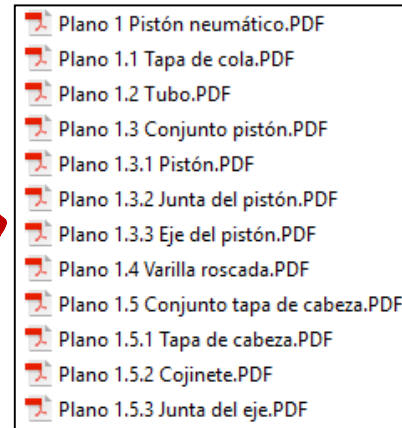 Plano 1 Pistón neumático.PDF
Plano 1.1 Tapa de cola.PDF
Plano 1.2 Tubo.PDF
Plano 1.3 Conjunto pistón.PDF
Plano 1.3.1 Pistón.PDF
Plano 1.3.2 Junta del pistón.PDF
Plano 1.3.3 Eje del pistón.PDF
Plano 1.4 Varilla roscada.PDF
Plano 1.5 Conjunto tapa de cabeza.PDF
Plano 1.5.1 Tapa de cabeza.PDF
Plano 1.5.2 Cojinete.PDF
Plano 1.5.3 Junta del eje.PDF